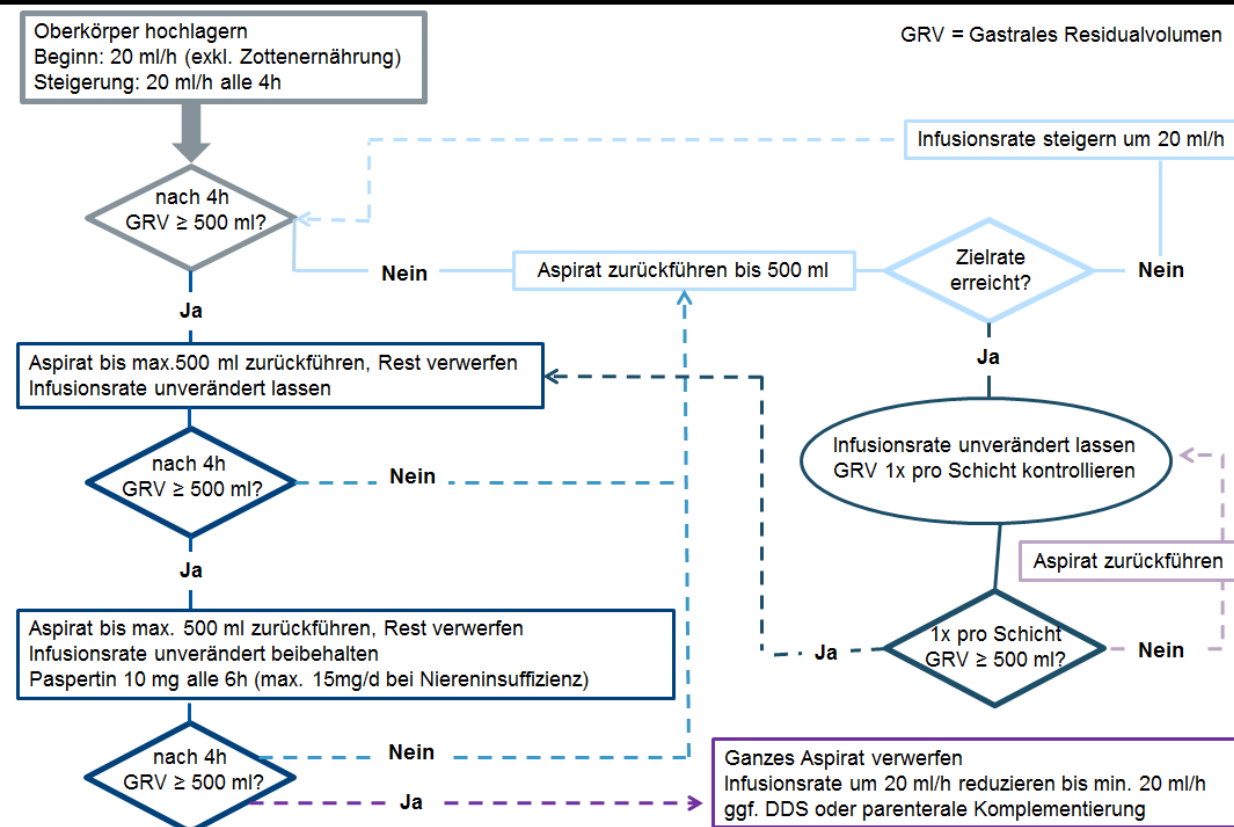 Oberkörper hochlagern
Beginn: 20 ml/h (exkl. Zottenernährung)
Steigerung: 20 ml/h alle 4h
GRV = Gastrales Residualvolumen
Infusionsrate steigern um 20 ml/h
nach 4h
GRV ≥ 500 ml?
Nein
Aspirat zurückführen bis 500 ml
Zielrate
erreicht?
Nein
Ja
Ja
Aspirat bis max.500 ml zurückführen, Rest verwerfen
Infusionsrate unverändert lassen
Infusionsrate unverändert lassen
GRV 1x pro Schicht kontrollieren
nach 4h
GRV ≥ 500 ml?
Nein
Aspirat zurückführen
Ja
Aspirat bis max. 500 ml zurückführen, Rest verwerfen
Infusionsrate unverändert beibehalten
Paspertin 10 mg alle 6h (max. 15mg/d bei Niereninsuffizienz)
Ja
1x pro Schicht
GRV ≥ 500 ml?
Nein
nach 4h
GRV ≥ 500 ml?
Nein
Ja
Ganzes Aspirat verwerfen
Infusionsrate um 20 ml/h reduzieren bis min. 20 ml/h
ggf. DDS oder parenterale Komplementierung